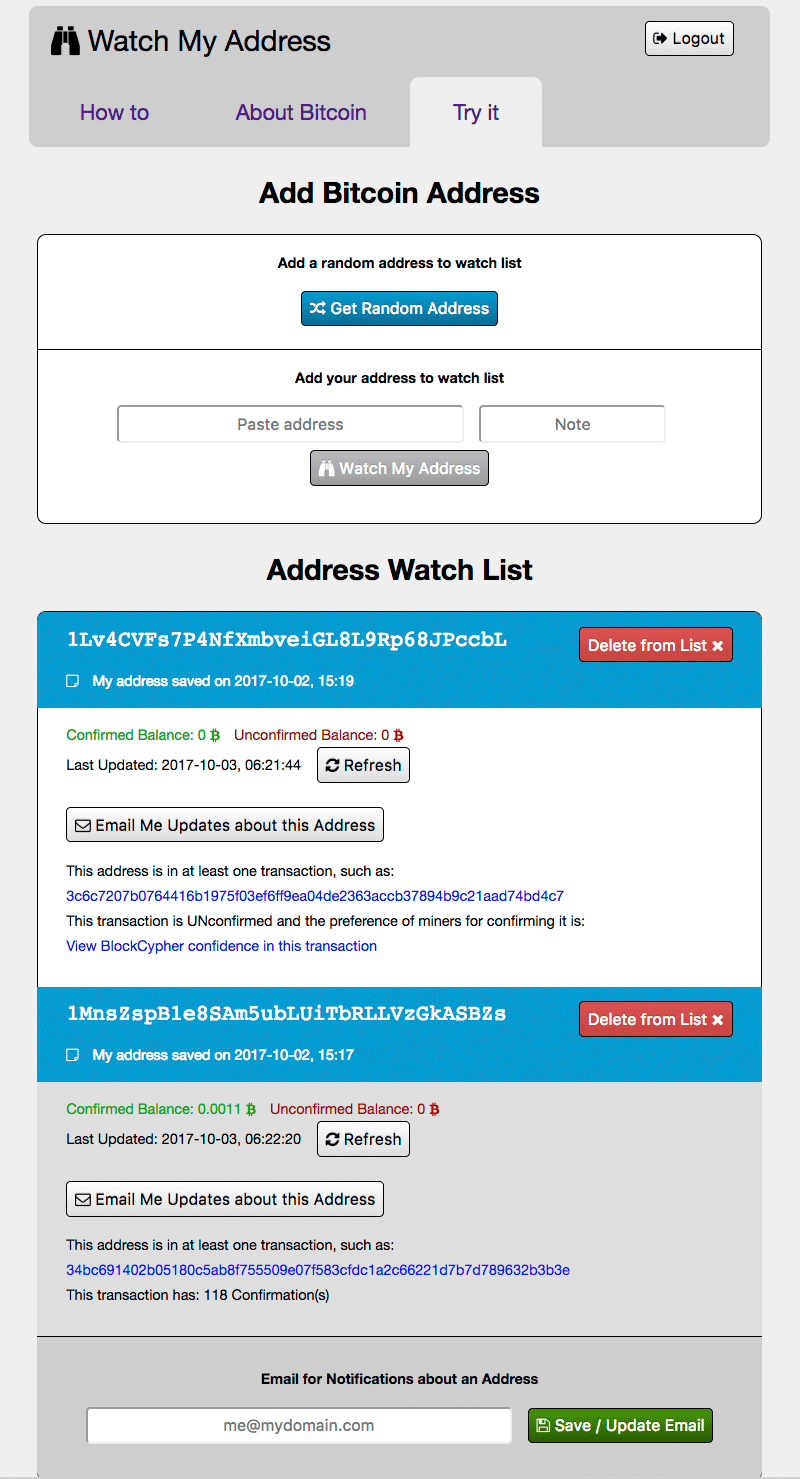 Watch My Address
Logout
How to
About Bitcoin
Try it
Add Bitcoin Address
Add a random address to watch list
Get Random Address
Add your address to watch list
Paste address
Note
Watch My Address
Address Watch List
1Lv4CVFs7P4NfXmbveiGL8L9Rp68JPccbL
Delete from List
My address saved on 2017-10-02, 15:19
Confirmed Balance: 0 Unconfirmed Balance: 0
Last Updated: 2017-10-03, 06:21:44
Refresh
Email Me Updates about this Address
This address is in at least one transaction, such as:
3c6c7207b0764416b1975f03ef6ff9ea04de2363accb37894b9c21aad74bd4c7
This transaction is UNconfirmed and the preference of miners for confirming it is:
View BlockCypher confidence in this transaction
1MnsZspB1e8SAm5ubLUiTbRLLVzGkASBZs
Delete from List
My address saved on 2017-10-02, 15:17
Confirmed Balance: 0.0011 Unconfirmed Balance: 0
Last Updated: 2017-10-03, 06:22:20
Refresh
Email Me Updates about this Address
This address is in at least one transaction, such as:
34bc691402b05180c5ab8f755509e07f583cfdc1a2c66221d7b7d789632b3b3e
This transaction has: 118 Confirmation(s)
Email for Notifications about an Address
me@mydomain.com
Save / Update Email